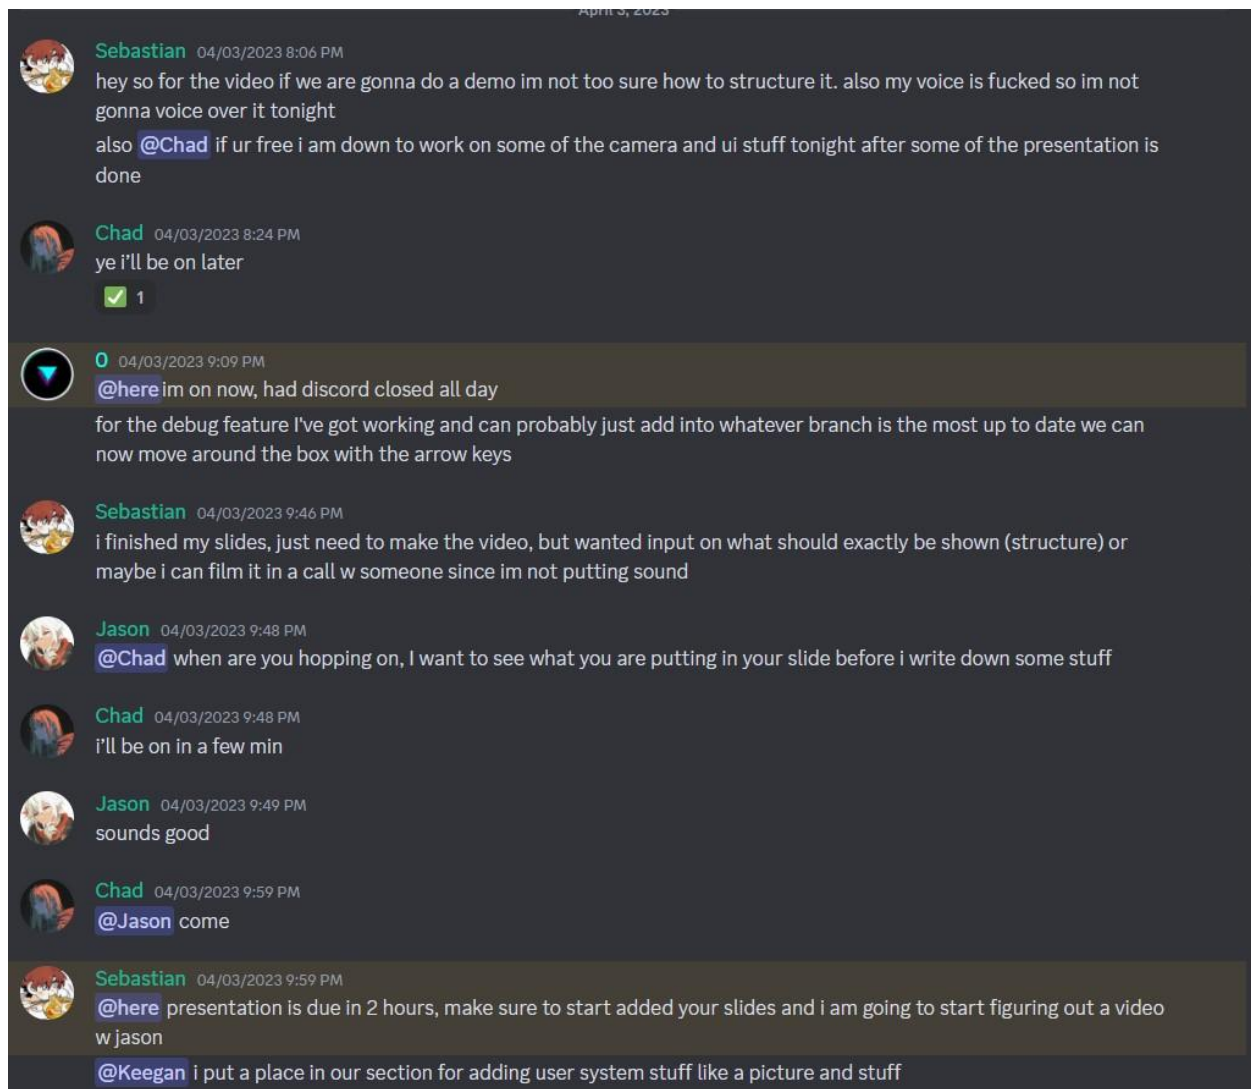 April 3, 2023
Sebastian 04/03/2023 8:06 PM
hey so for the video if we are gonna do a demo im not too sure how to structure it. also my voice is fucked so im not
gonna voice over it tonight
also @Chad if ur free i am down to work on some of the camera and ui stuff tonight after some of the presentation is
done
Chad 04/03/2023 8:24 PM
ye i'll be on later
✅ 1
0 04/03/2023 9:09 PM
@here im on now, had discord closed all day
for the debug feature I've got working and can probably just add into whatever branch is the most up to date we can
now move around the box with the arrow keys
Sebastian 04/03/2023 9:46 PM
i finished my slides, just need to make the video, but wanted input on what should exactly be shown (structure) or
maybe i can film it in a call w someone since im not putting sound
Jason 04/03/2023 9:48 PM
@Chad when are you hopping on, I want to see what you are putting in your slide before i write down some stuff
Chad 04/03/2023 9:48 PM
i'll be on in a few min
Jason 04/03/2023 9:49 PM
sounds good
Chad 04/03/2023 9:59 PM
@Jason come
Sebastian 04/03/2023 9:59 PM
@here presentation is due in 2 hours, make sure to start added your slides and i am going to start figuring out a video
w jason
@Keegan i put a place in our section for adding user system stuff like a picture and stuff